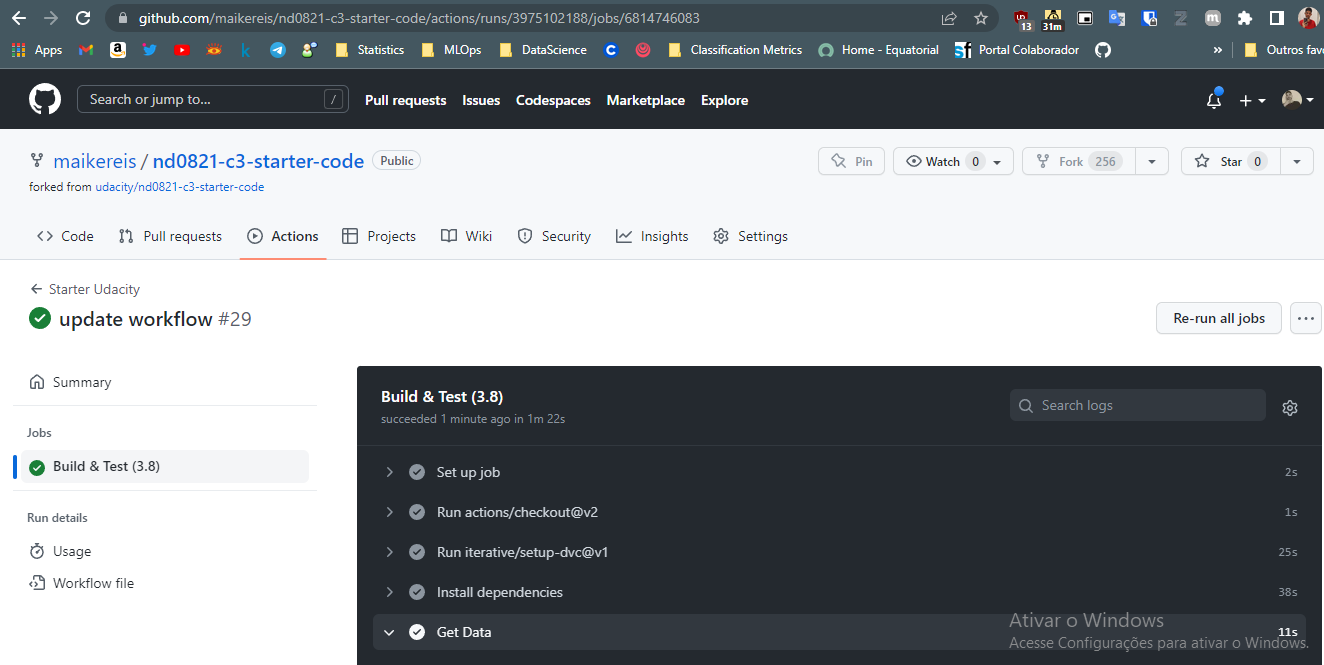 github.com/maikereis/nd0821-c3-starter-code/actions/runs/3975102188/jobs/6814746083
13
31m
Apps
Statistics
MLOps
DataScience
Classification Metrics
Home - Equatorial
Portal Colaborador
»
Outros fav
Search or jump to... /
Pull requests Issues Codespaces Marketplace Explore
maikereis / nd0821-c3-starter-code Public
Pin
Watch 0
Fork 256
Star 0
forked from udacity/nd0821-c3-starter-code
Code Pull requests Actions Projects Wiki Security Insights Settings
Starter Udacity
update workflow #29
Re-run all jobs
Summary
Jobs
Build & Test (3.8)
Run details
Usage
Workflow file
Build & Test (3.8)
succeeded 1 minute ago in 1m 22s
Search logs
Set up job 2s
Run actions/checkout@v2 1s
Run iterative/setup-dvc@v1 25s
Install dependencies 38s
Get Data 11s
Ativar o Windows
Acesse Configurações para ativar o Windows.